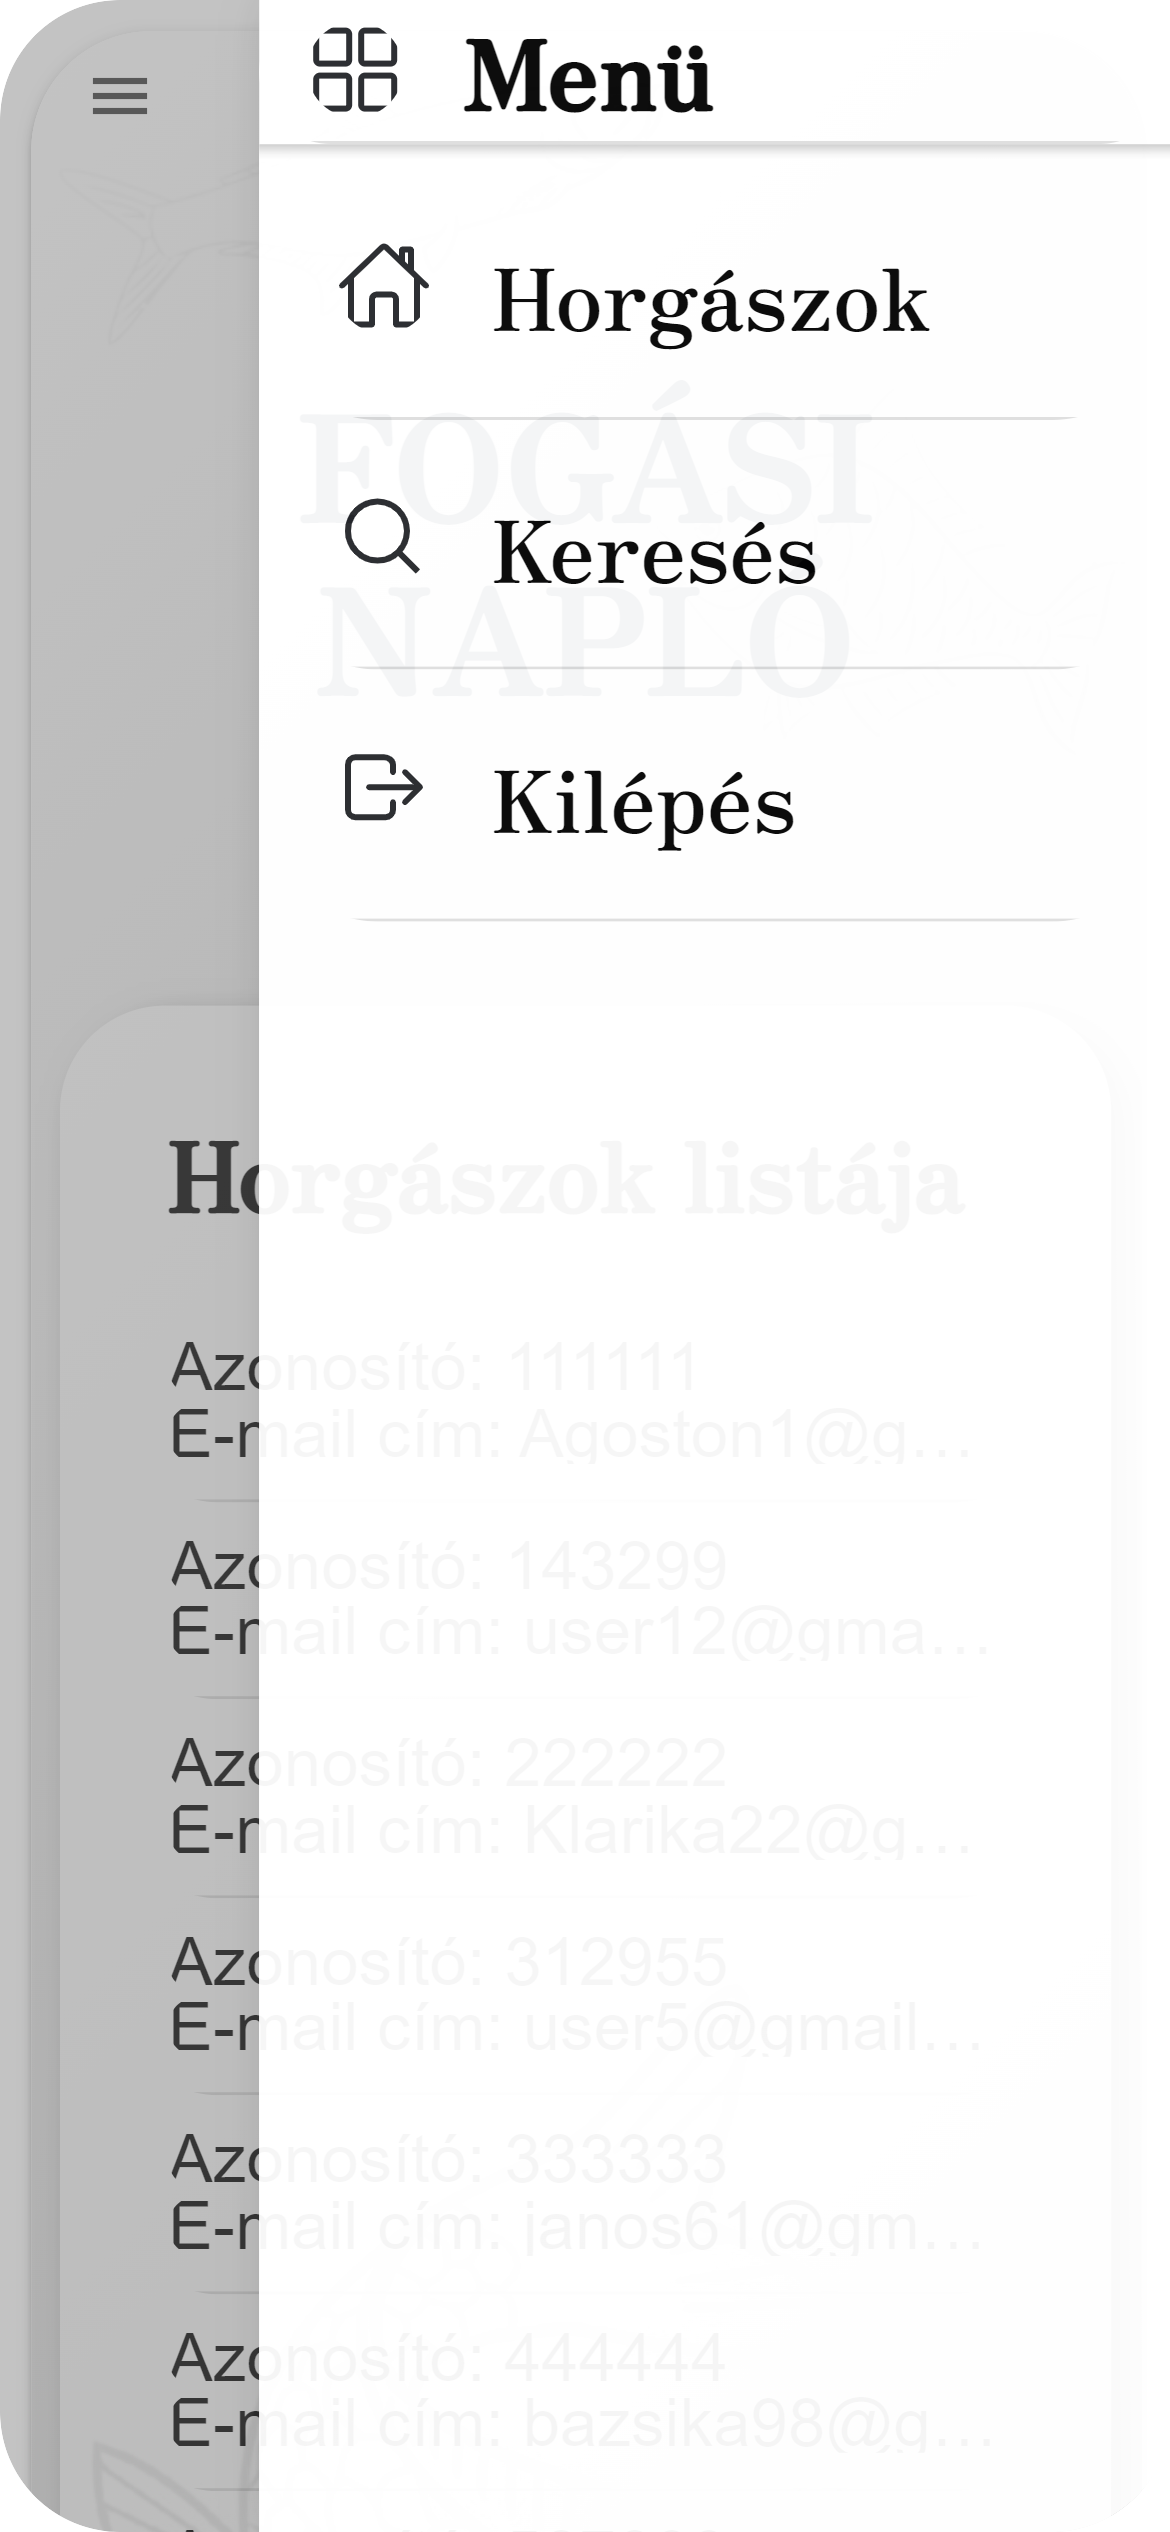 Menü
Horgászok
FOGÁSI
Keresés
NAPLÓ
Kilépés
Horgászok listája
Azonosító: 111111
E-mail cím: Agoston1@g...
Azonosító: 143299
E-mail cím: user12@gma...
Azonosító: 222222
E-mail cím: Klarika22@g...
Azonosító: 312955
E-mail cím: user5@gmail...
Azonosító: 333333
E-mail cím: janos61@gm...
Azonosító: 444444
E-mail cím: bazsika98@g...